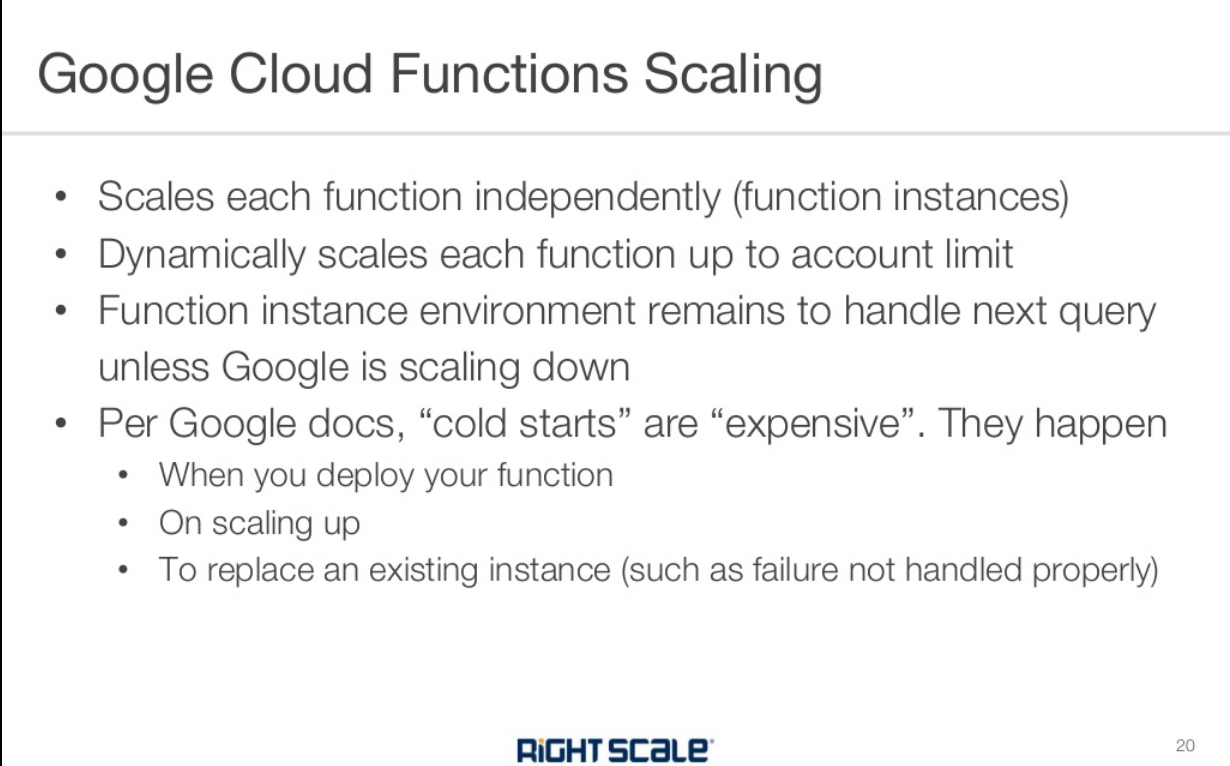 Google Cloud Functions Scaling
• Scales each function independently (function instances)
• Dynamically scales each function up to account limit
• Function instance environment remains to handle next query
unless Google is scaling down
• Per Google docs, “cold starts” are “expensive”. They happen
• When you deploy your function
• On scaling up
• To replace an existing instance (such as failure not handled properly)
RiGHT SCaLe
20